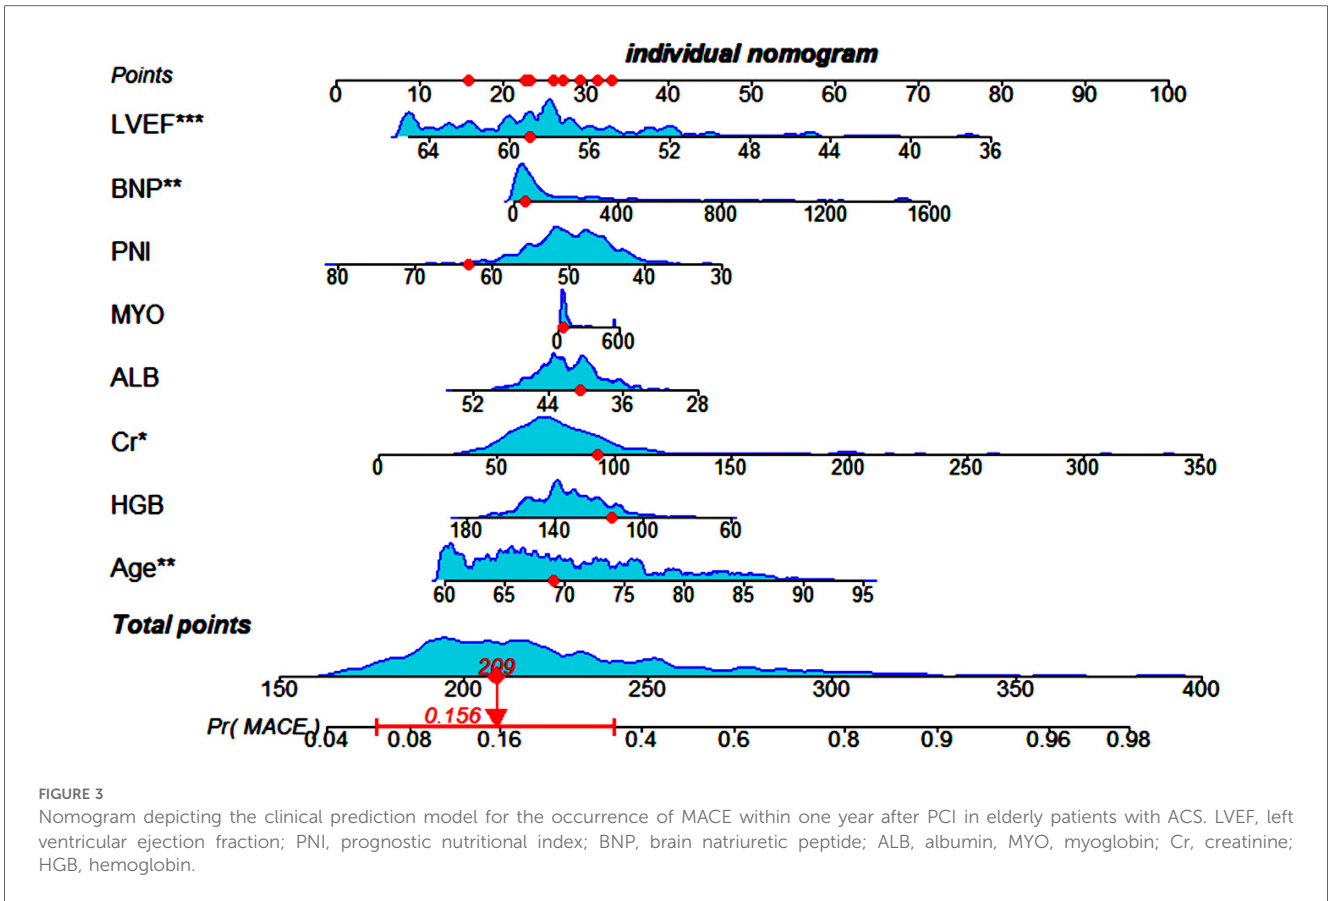 individual nomogram
Points
0 10 20 30 40 50 60 70 80 90 100
LVEF***
64 60 56 52 48 44 40 36
BNP**
0 400 800 1200 1600
PNI
80 70 60 50 40 30
MYO
0 600
ALB
52 44 36 28
Cr*
0 50 100 150 200 250 300 350
HGB
180 140 100 60
Age**
60 65 70 75 80 85 90 95
Total points
209
150 200 250 300 350 400
0.156
Pr( MACE )
0.04 0.08 0.16 0.4 0.6 0.8 0.9 0.96 0.98
FIGURE 3
Nomogram depicting the clinical prediction model for the occurrence of MACE within one year after PCI in elderly patients with ACS. LVEF, left
ventricular ejection fraction; PNI, prognostic nutritional index; BNP, brain natriuretic peptide; ALB, albumin, MYO, myoglobin; Cr, creatinine;
HGB, hemoglobin.